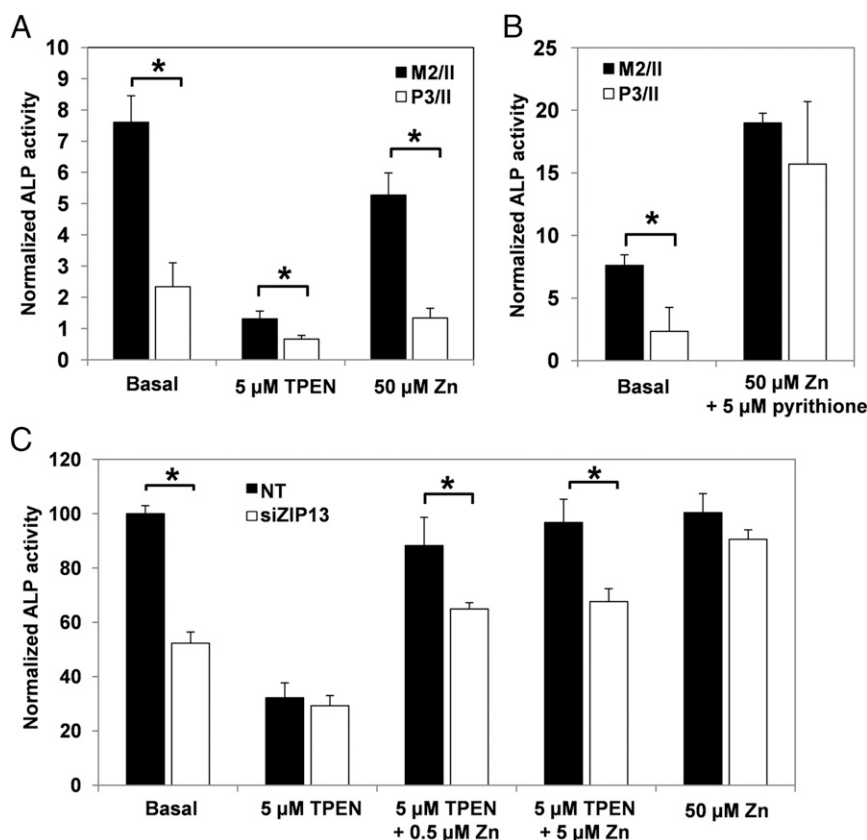 A
Normalized ALP activity
10
9
8
7
6
5
4
3
2
1
0
M2/II
P3/II
*
*
*
Basal
5 µM TPEN
50 µM Zn
B
Normalized ALP activity
25
20
15
10
5
0
M2/II
P3/II
*
Basal
50 µM Zn
+ 5 µM pyrithione
C
Normalized ALP activity
120
100
80
60
40
20
0
NT
siZIP13
*
*
*
Basal
5 µM TPEN
5 µM TPEN
+ 0.5 µM Zn
5 µM TPEN
+ 5 µM Zn
50 µM Zn